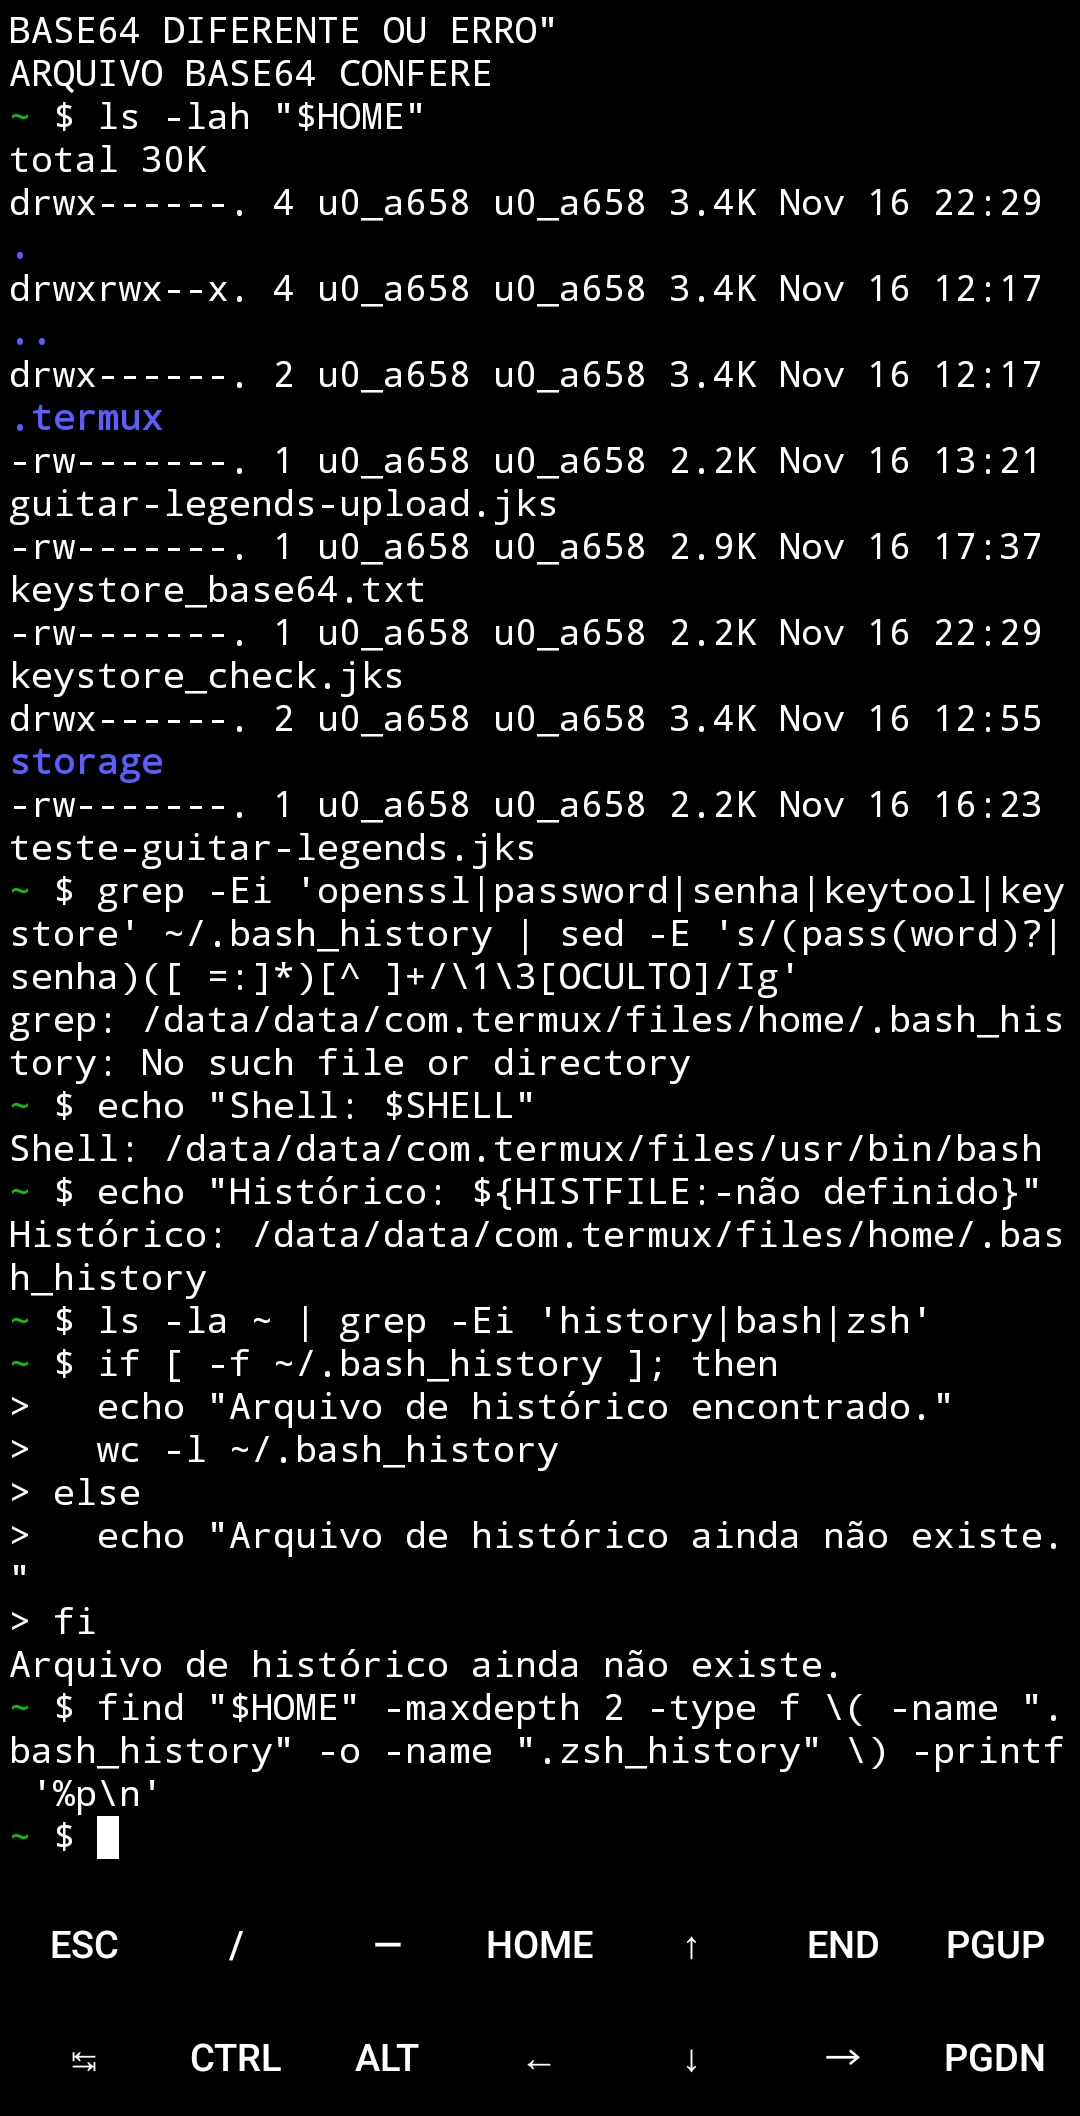 BASE64 DIFERENTE OU ERRO"
ARQUIVO BASE64 CONFERE
~ $ ls -lah "$HOME"
total 30K
drwx------. 4 u0_a658 u0_a658 3.4K Nov 16 22:29
.
drwxrwx--x. 4 u0_a658 u0_a658 3.4K Nov 16 12:17
..
drwx------. 2 u0_a658 u0_a658 3.4K Nov 16 12:17
.termux
-rw-------. 1 u0_a658 u0_a658 2.2K Nov 16 13:21
guitar-legends-upload.jks
-rw-------. 1 u0_a658 u0_a658 2.9K Nov 16 17:37
keystore_base64.txt
-rw-------. 1 u0_a658 u0_a658 2.2K Nov 16 22:29
keystore_check.jks
drwx------. 2 u0_a658 u0_a658 3.4K Nov 16 12:55
storage
-rw-------. 1 u0_a658 u0_a658 2.2K Nov 16 16:23
teste-guitar-legends.jks
~ $ grep -Ei 'openssl|password|senha|keytool|key
store' ~/.bash_history | sed -E 's/(pass(word)?|
senha)([ =:]*)[^ ]+/\1\3[OCULTO]/Ig'
grep: /data/data/com.termux/files/home/.bash_his
tory: No such file or directory
~ $ echo "Shell: $SHELL"
Shell: /data/data/com.termux/files/usr/bin/bash
~ $ echo "Histórico: ${HISTFILE:-não definido}"
Histórico: /data/data/com.termux/files/home/.bas
h_history
~ $ ls -la ~ | grep -Ei 'history|bash|zsh'
~ $ if [ -f ~/.bash_history ]; then
>   echo "Arquivo de histórico encontrado."
>   wc -l ~/.bash_history
> else
>   echo "Arquivo de histórico ainda não existe.
"
> fi
Arquivo de histórico ainda não existe.
~ $ find "$HOME" -maxdepth 2 -type f \( -name ".
bash_history" -o -name ".zsh_history" \) -printf
 '%p\n'
~ $
ESC / — HOME ↑ END PGUP
↹ CTRL ALT ← ↓ → PGDN